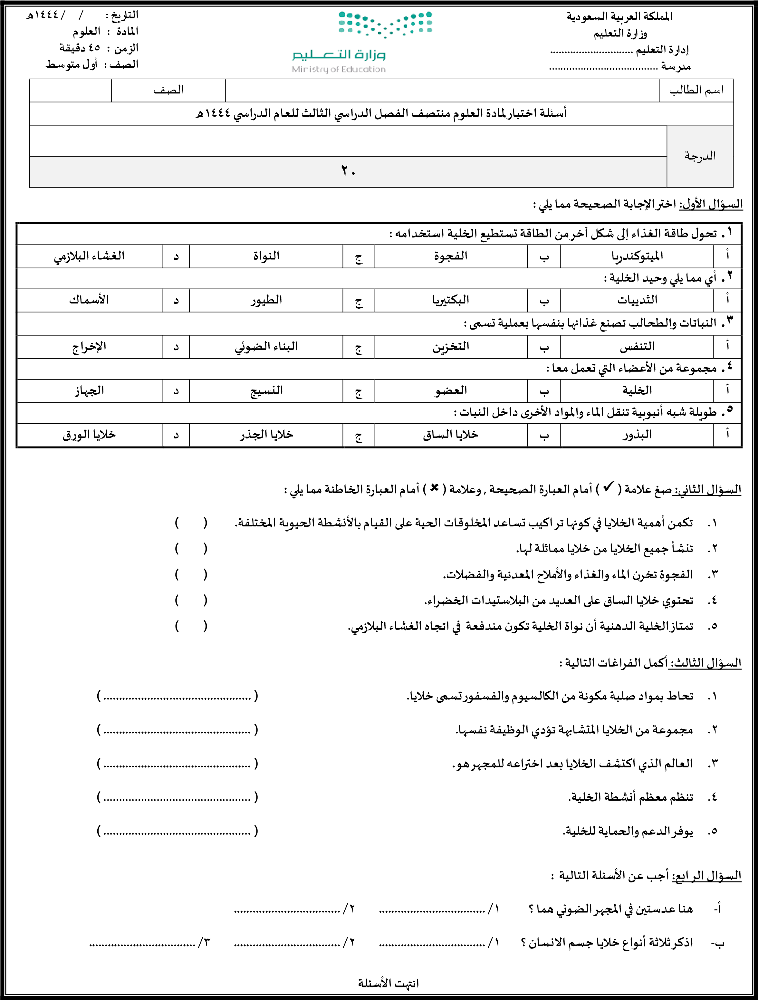 المملكة العربية السعودية
وزارة التعليم
إدارة التعليم .............................
مدرسة ......................................
وزارة التعـــليم
Ministry of Education
التاريخ : / / ١٤٤٤هـ
المادة : العلوم
الزمن : ٤٥ دقيقة
الصف : أول متوسط
اسم الطالب الصف
أسئلة اختبار لمادة العلوم منتصف الفصل الدراسي الثالث للعام الدراسي ١٤٤٤هـ
الدرجة
٢٠
السؤال الأول: اختر الإجابة الصحيحة مما يلي :
١. تحول طاقة الغذاء إلى شكل آخر من الطاقة تستطيع الخلية استخدامه :
أ الميتوكندريا ب الفجوة ج النواة د الغشاء البلازمي
٢. أي مما يلي وحيد الخلية :
أ الثدييات ب البكتيريا ج الطيور د الأسماك
٣. النباتات والطحالب تصنع غذائها بنفسها بعملية تسمى :
أ التنفس ب التخزين ج البناء الضوئي د الإخراج
٤. مجموعة من الأعضاء التي تعمل معا :
أ الخلية ب العضو ج النسيج د الجهاز
٥. طويلة شبه أنبوبية تنقل الماء والمواد الأخرى داخل النبات :
أ البذور ب خلايا الساق ج خلايا الجذر د خلايا الورق
السؤال الثاني: صغ علامة ( ✓ ) أمام العبارة الصحيحة , وعلامة ( ✗ ) أمام العبارة الخاطئة مما يلي :
١. تكمن أهمية الخلايا في كونها تراكيب تساعد المخلوقات الحية على القيام بالأنشطة الحيوية المختلفة. ( )
٢. تنشأ جميع الخلايا من خلايا مماثلة لها. ( )
٣. الفجوة تخرن الماء والغذاء والأملاح المعدنية والفضلات. ( )
٤. تحتوي خلايا الساق على العديد من البلاستيدات الخضراء. ( )
٥. تمتاز الخلية الدهنية أن نواة الخلية تكون مندفعة في اتجاه الغشاء البلازمي. ( )
السؤال الثالث: أكمل الفراغات التالية :
١. تحاط بمواد صلبة مكونة من الكالسيوم والفسفور تسمى خلايا. ( .............................................. )
٢. مجموعة من الخلايا المتشابهة تؤدي الوظيفة نفسها. ( .............................................. )
٣. العالم الذي اكتشف الخلايا بعد اختراعه للمجهر هو. ( .............................................. )
٤. تنظم معظم أنشطة الخلية. ( .............................................. )
٥. يوفر الدعم والحماية للخلية. ( .............................................. )
السؤال الرابع: أجب عن الأسئلة التالية :
أ- هنا عدستين في المجهر الضوئي هما ؟ ١/ ................................. ٢/ .................................
ب- اذكر ثلاثة أنواع خلايا جسم الانسان ؟ ١/ ................................. ٢/ ................................. ٣/ .................................
انتهت الأسئلة